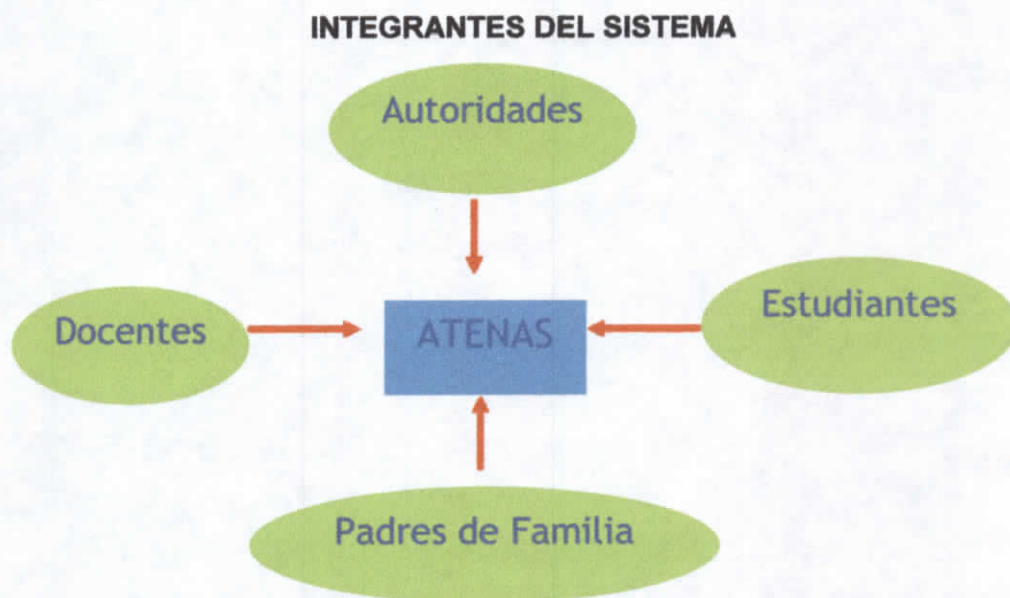 INTEGRANTES DEL SISTEMA
Autoridades
Docentes
ATENAS
Estudiantes
Padres de Familia